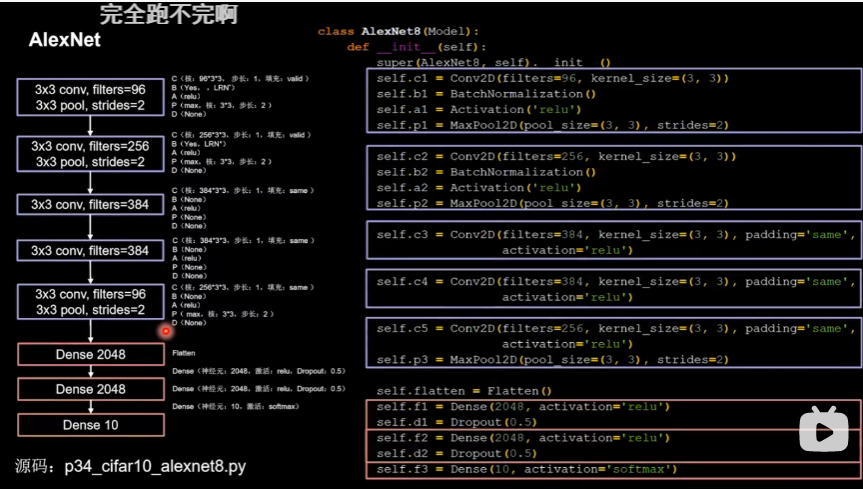 完全跑不完啊
AlexNet
3x3 conv, filters=96
3x3 pool, strides=2
3x3 conv, filters=256
3x3 pool, strides=2
3x3 conv, filters=384
3x3 conv, filters=384
3x3 conv, filters=96
3x3 pool, strides=2
Dense 2048
Dense 2048
Dense 10
源码：p34_cifar10_alexnet8.py
C（核：96*3*3，步长：1，填充：valid）
B（Yes，，LRN*）
A（relu）
P（max，核：3*3，步长：2）
D（None）
C（核：256*3*3，步长：1，填充：valid）
B（Yes，LRN*）
A（relu）
P（max，核：3*3，步长：2）
D（None）
C（核：384*3*3，步长：1，填充：same）
B（None）
A（relu）
P（None）
D（None）
C（核：384*3*3，步长：1，填充：same）
B（None）
A（relu）
P（None）
D（None）
C（核：256*3*3，步长：1，填充：same）
B（None）
A（relu）
P（max，核：3*3，步长：2）
D（None）
Flatten
Dense（神经元：2048，激活：relu，Dropout：0.5）
Dense（神经元：2048，激活：relu，Dropout：0.5）
Dense（神经元：10，激活：softmax）
class AlexNet8(Model):
def __init__(self):
super(AlexNet8, self).__init__()
self.c1 = Conv2D(filters=96, kernel_size=(3, 3))
self.b1 = BatchNormalization()
self.a1 = Activation('relu')
self.p1 = MaxPool2D(pool_size=(3, 3), strides=2)
self.c2 = Conv2D(filters=256, kernel_size=(3, 3))
self.b2 = BatchNormalization()
self.a2 = Activation('relu')
self.p2 = MaxPool2D(pool_size=(3, 3), strides=2)
self.c3 = Conv2D(filters=384, kernel_size=(3, 3), padding='same',
activation='relu')
self.c4 = Conv2D(filters=384, kernel_size=(3, 3), padding='same',
activation='relu')
self.c5 = Conv2D(filters=256, kernel_size=(3, 3), padding='same',
activation='relu')
self.p3 = MaxPool2D(pool_size=(3, 3), strides=2)
self.flatten = Flatten()
self.f1 = Dense(2048, activation='relu')
self.d1 = Dropout(0.5)
self.f2 = Dense(2048, activation='relu')
self.d2 = Dropout(0.5)
self.f3 = Dense(10, activation='softmax')